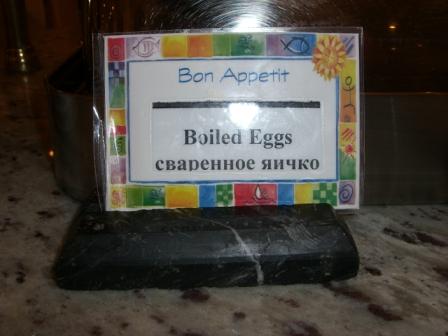 Bon Appetit
Boiled Eggs
сваренное яичко